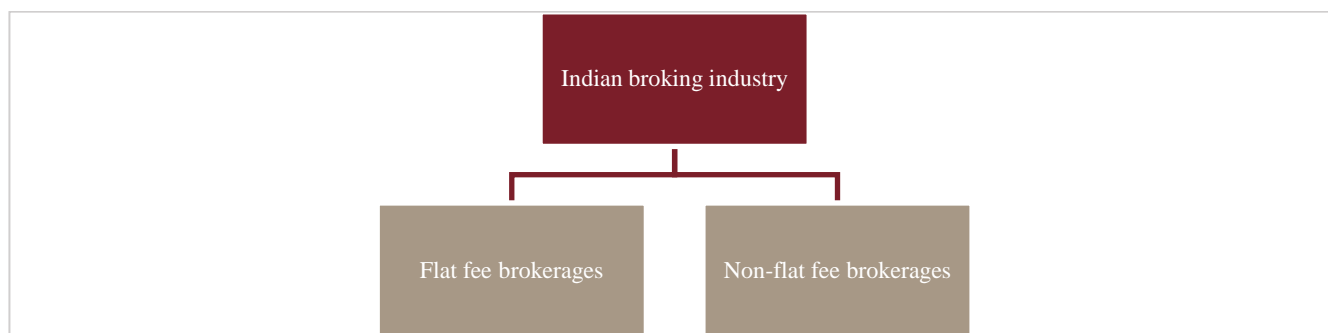 Indian broking industry
Flat fee brokerages
Non-flat fee brokerages